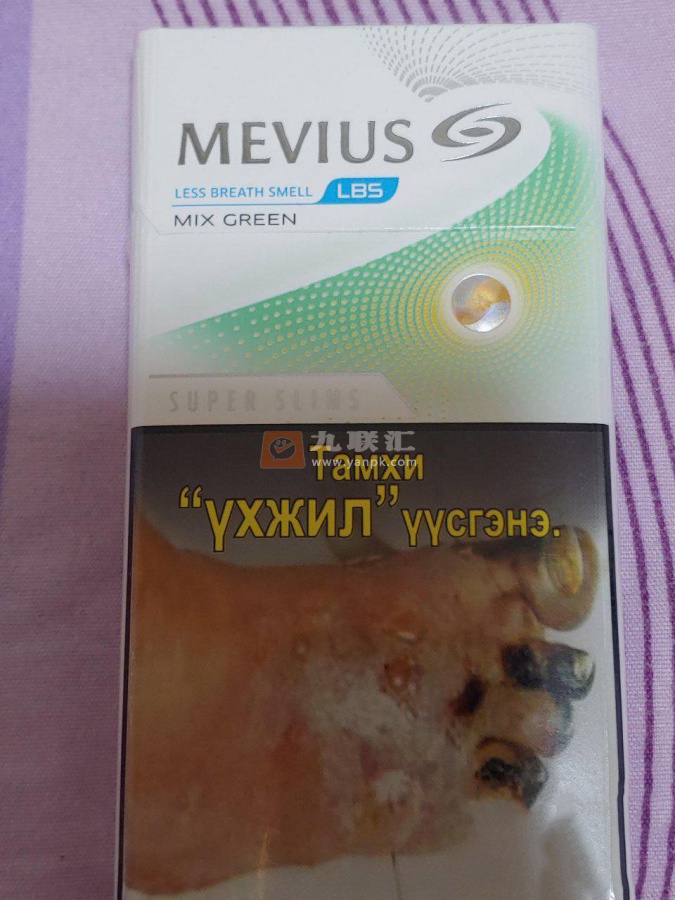 MEVIUS
LESS BREATH SMELL LBS
MIX GREEN
SUPER SLIMS
九联汇
www.yanpk.com
Тамхи
“үхжил” үүсгэнэ.